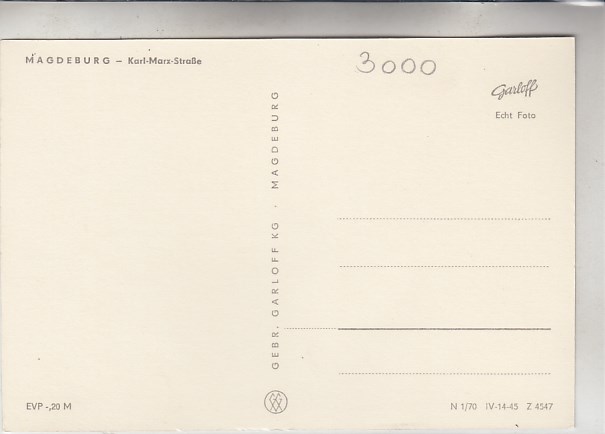 MAGDEBURG – Karl-Marx-Straße
3000
Garloff
Echt Foto
GEBR. GARLOFF KG · MAGDEBURG
EVP -,20 M
N 1/70 IV-14-45 Z 4547